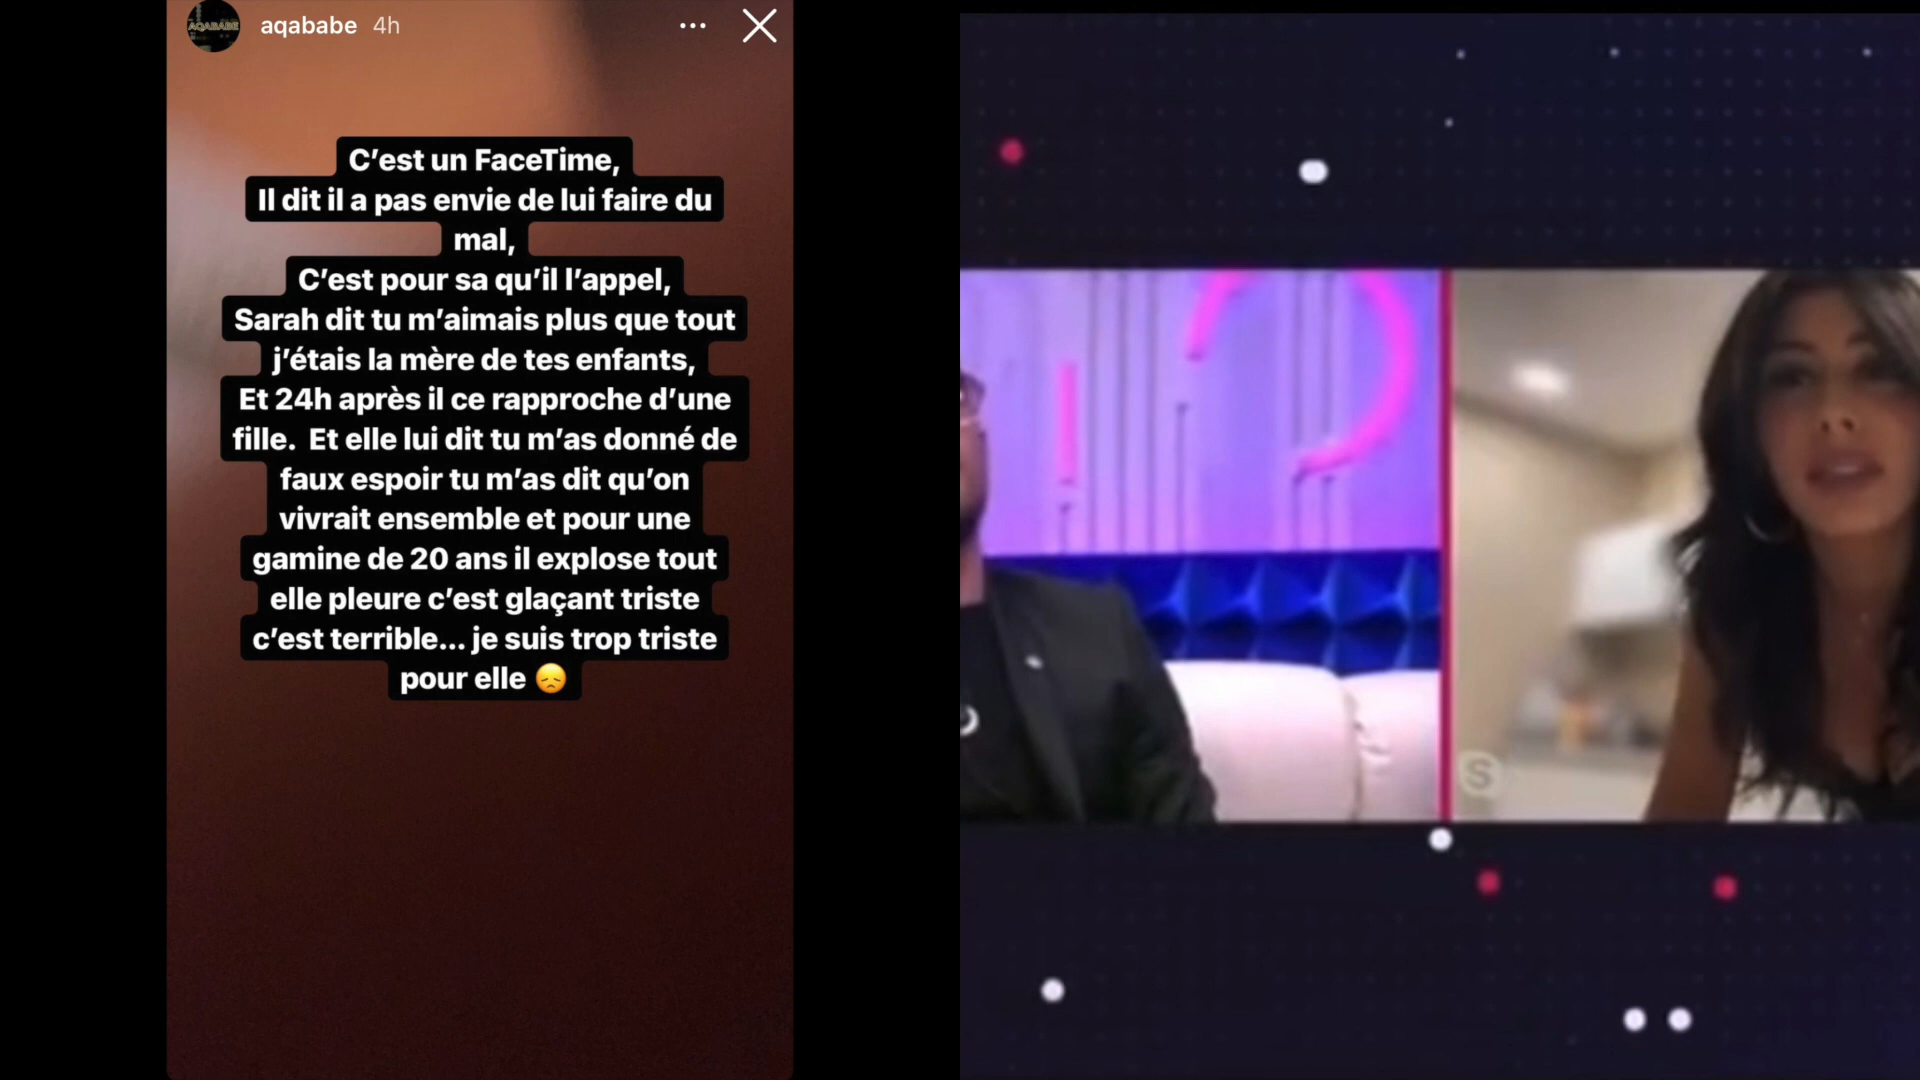 AQABABE
aqababe 4h
C’est un FaceTime,
Il dit il a pas envie de lui faire du
mal,
C’est pour sa qu’il l’appel,
Sarah dit tu m’aimais plus que tout
j’étais la mère de tes enfants,
Et 24h après il ce rapproche d’une
fille.  Et elle lui dit tu m’as donné de
faux espoir tu m’as dit qu’on
vivrait ensemble et pour une
gamine de 20 ans il explose tout
elle pleure c’est glaçant triste
c’est terrible... je suis trop triste
pour elle 😞
S